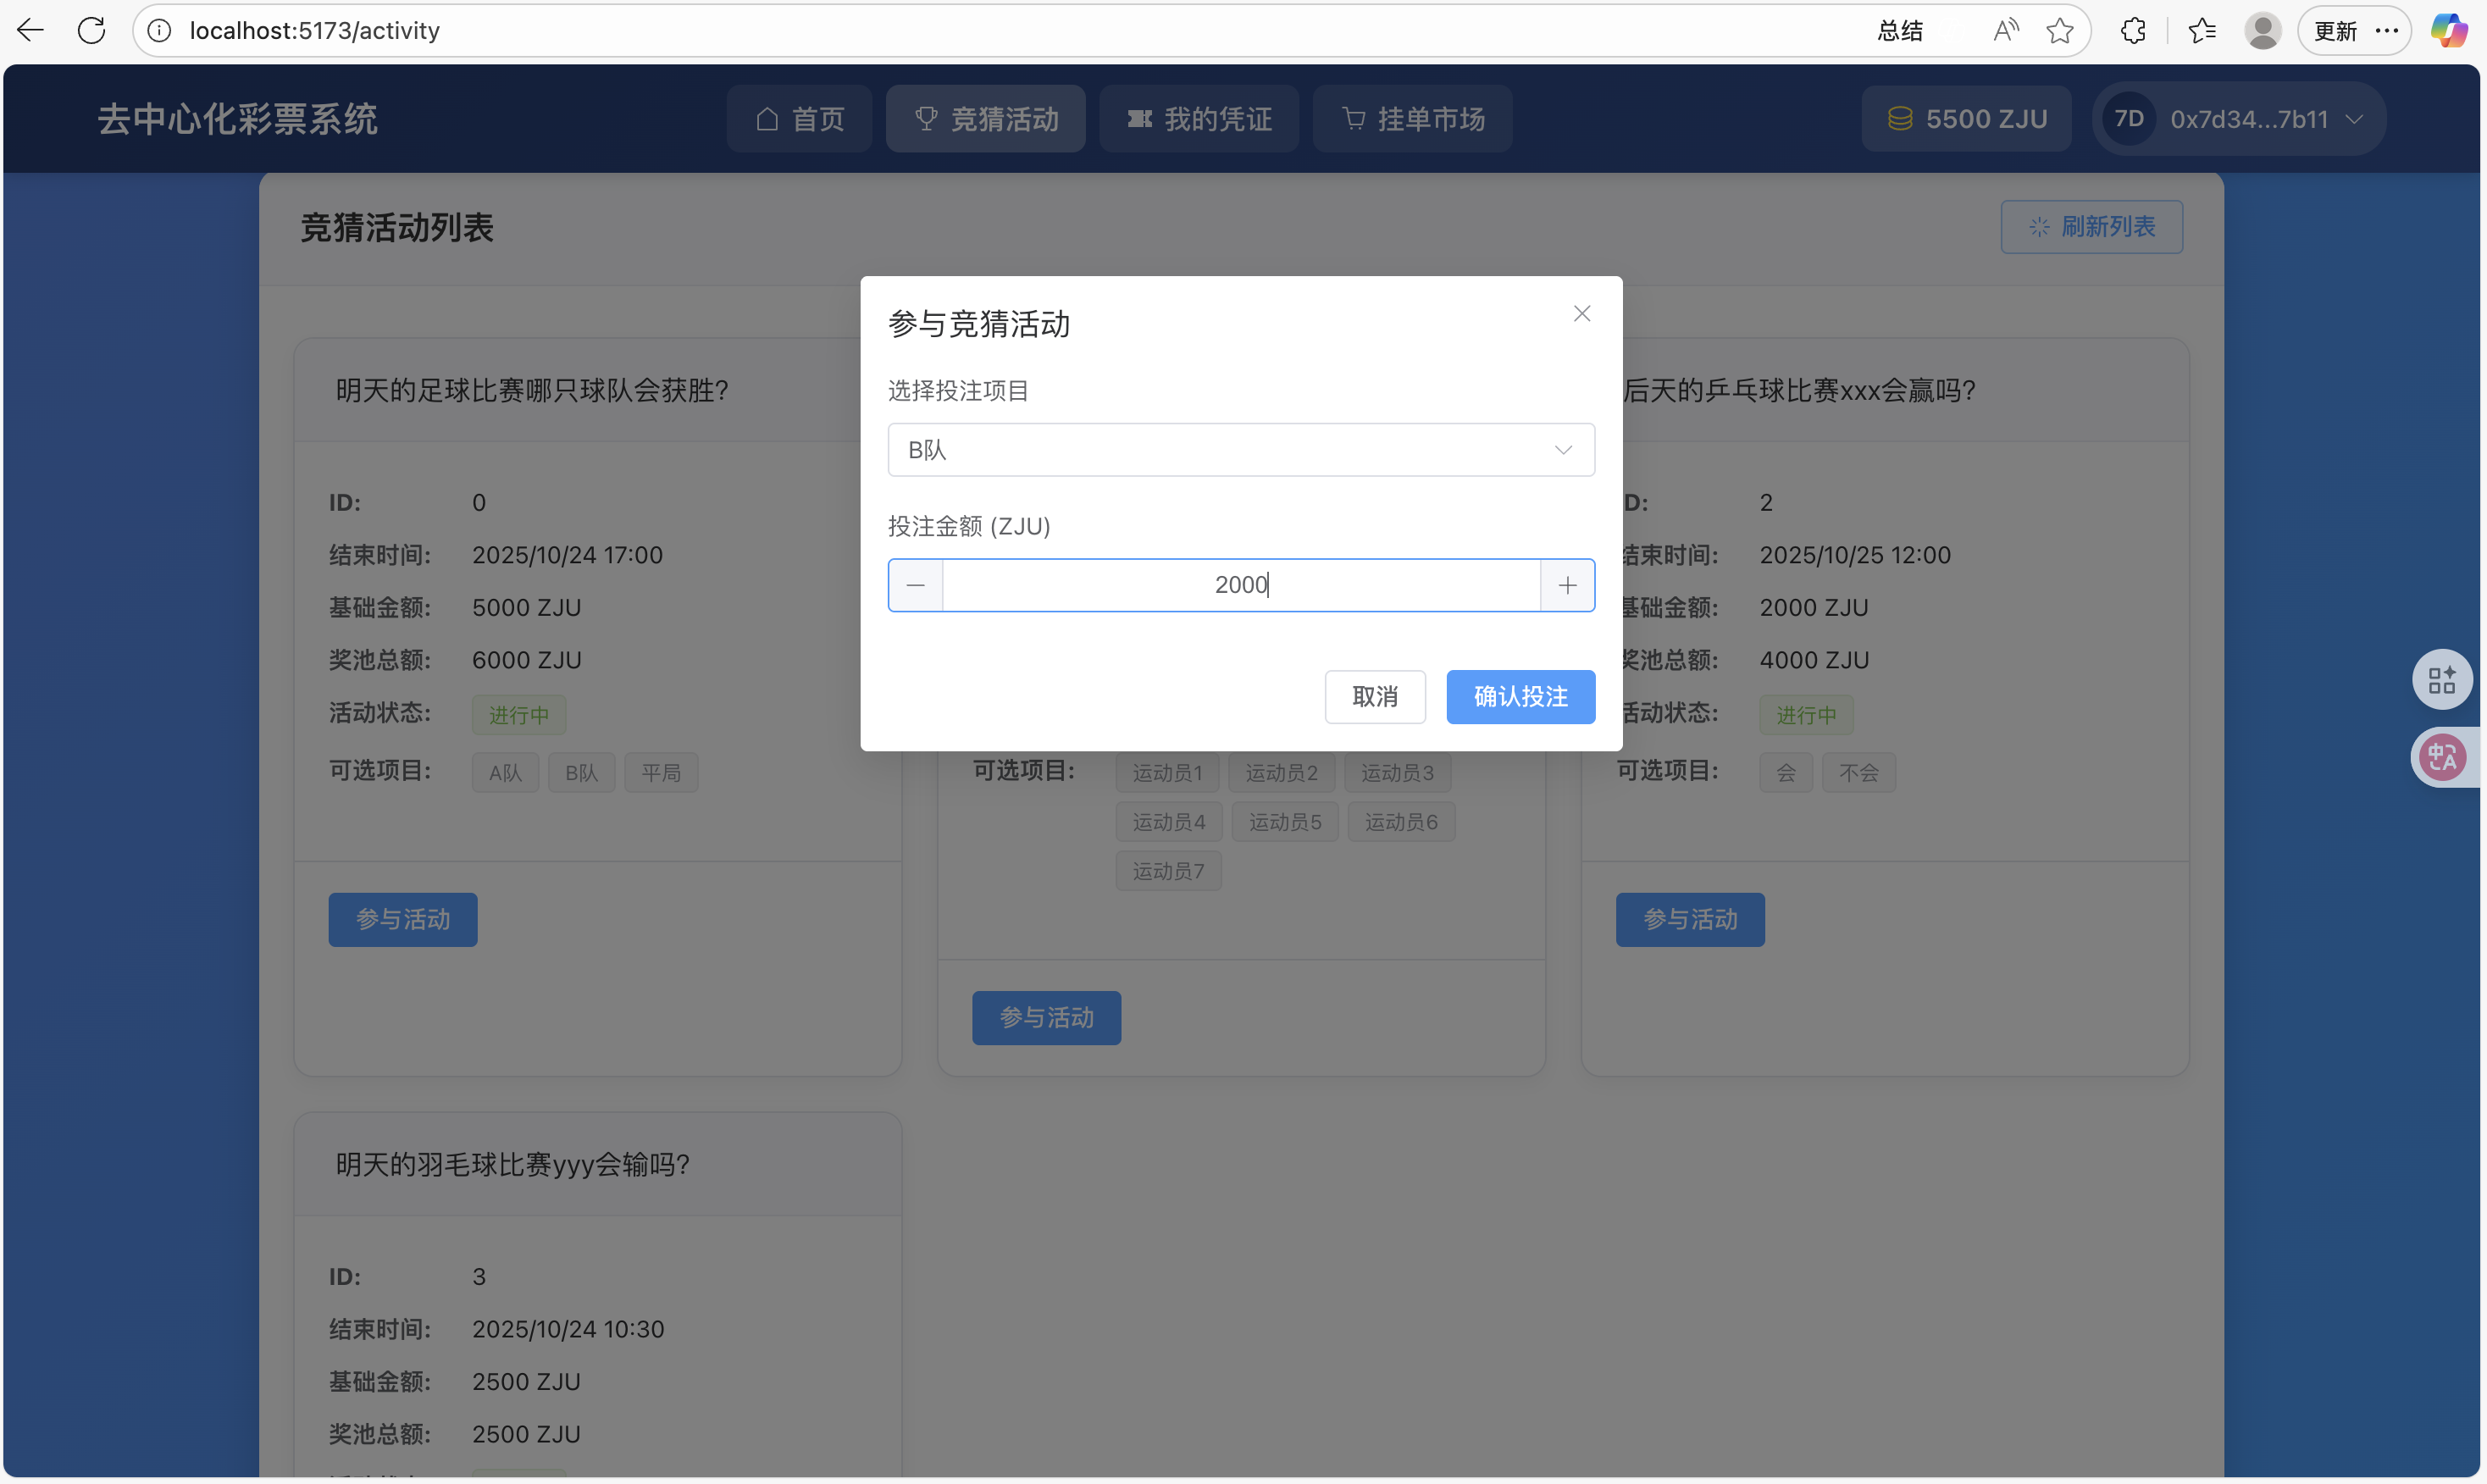 localhost:5173/activity
总结
更新
去中心化彩票系统
首页
竞猜活动
我的凭证
挂单市场
5500 ZJU
7D
0x7d34...7b11
竞猜活动列表
刷新列表
参与竞猜活动
选择投注项目
B队
投注金额 (ZJU)
2000
取消
确认投注
明天的足球比赛哪只球队会获胜?
ID:
0
结束时间:
2025/10/24 17:00
基础金额:
5000 ZJU
奖池总额:
6000 ZJU
活动状态:
进行中
可选项目:
A队
B队
平局
参与活动
可选项目:
运动员1
运动员2
运动员3
运动员4
运动员5
运动员6
运动员7
参与活动
后天的乒乓球比赛xxx会赢吗?
D:
2
结束时间:
2025/10/25 12:00
基础金额:
2000 ZJU
奖池总额:
4000 ZJU
活动状态:
进行中
可选项目:
会
不会
参与活动
明天的羽毛球比赛yyy会输吗?
ID:
3
结束时间:
2025/10/24 10:30
基础金额:
2500 ZJU
奖池总额:
2500 ZJU